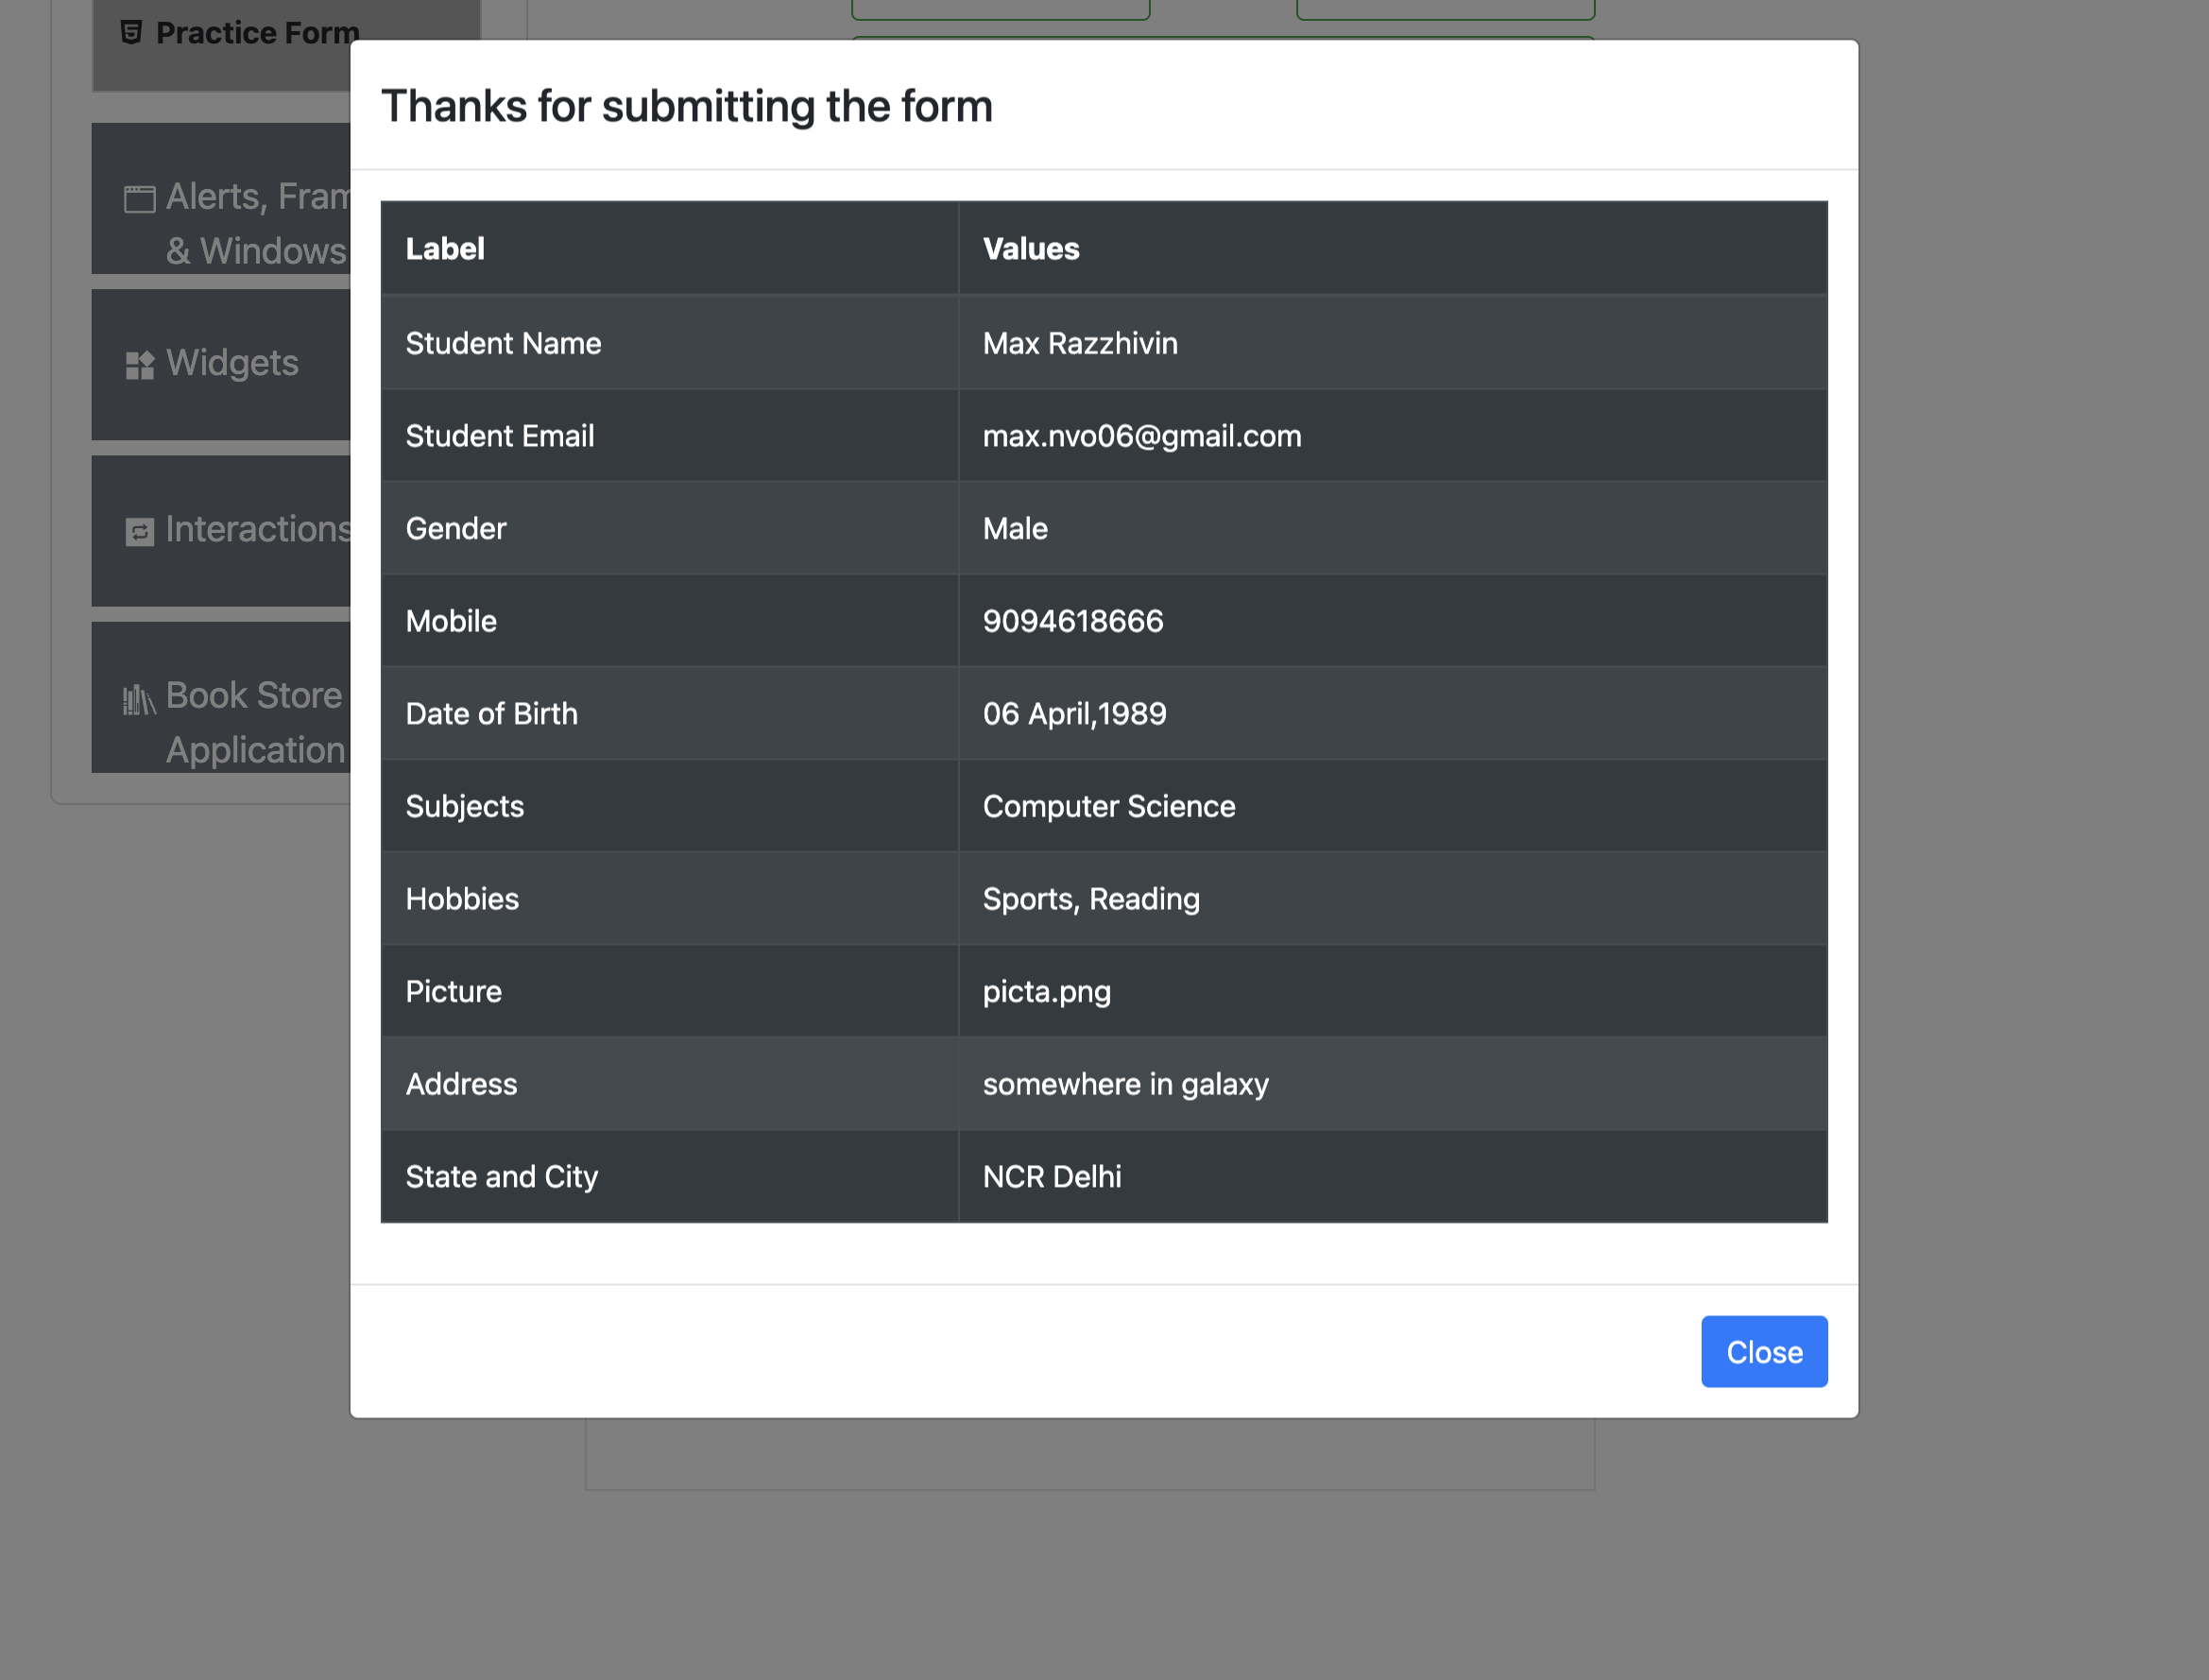 Practice Form
Thanks for submitting the form
Alerts, Fram
& Windows
Widgets
Interactions
Book Store
Application
Label Values
Student Name Max Razzhivin
Student Email max.nvo06@gmail.com
Gender Male
Mobile 9094618666
Date of Birth 06 April,1989
Subjects Computer Science
Hobbies Sports, Reading
Picture picta.png
Address somewhere in galaxy
State and City NCR Delhi
Close